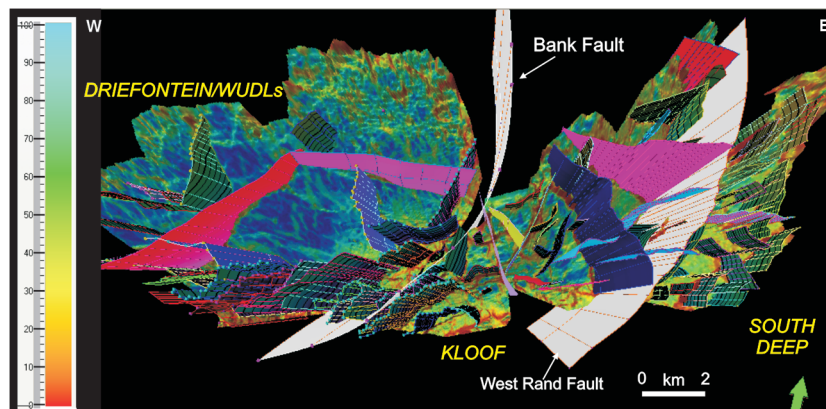 100
90
80
70
60
50
40
30
20
10
0
W
E
Bank Fault
DRIEFONTEIN/WUDLs
KLOOF
West Rand Fault
SOUTH
DEEP
0 km 2